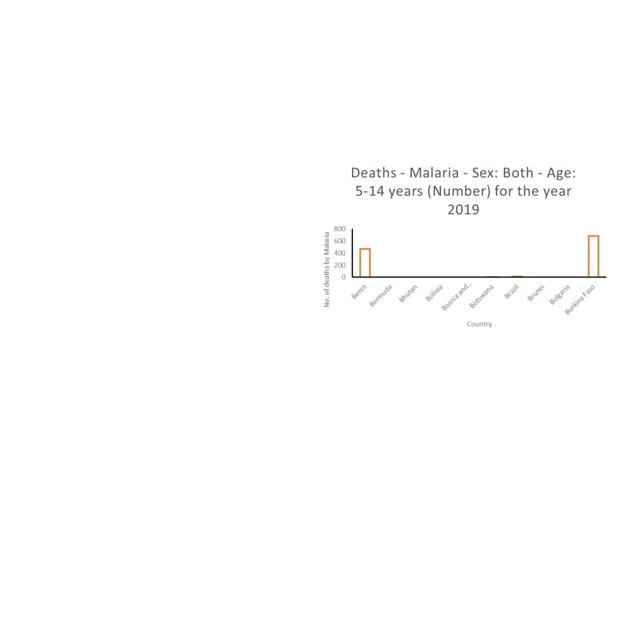 Deaths - Malaria - Sex: Both - Age:
5-14 years (Number) for the year
2019
No. of deaths by Malaria
800
600
400
200
0
Benin
Bermuda
Bhutan
Bolivia
Bosnia and...
Botswana
Brazil
Brunei
Bulgaria
Burkina Faso
Country